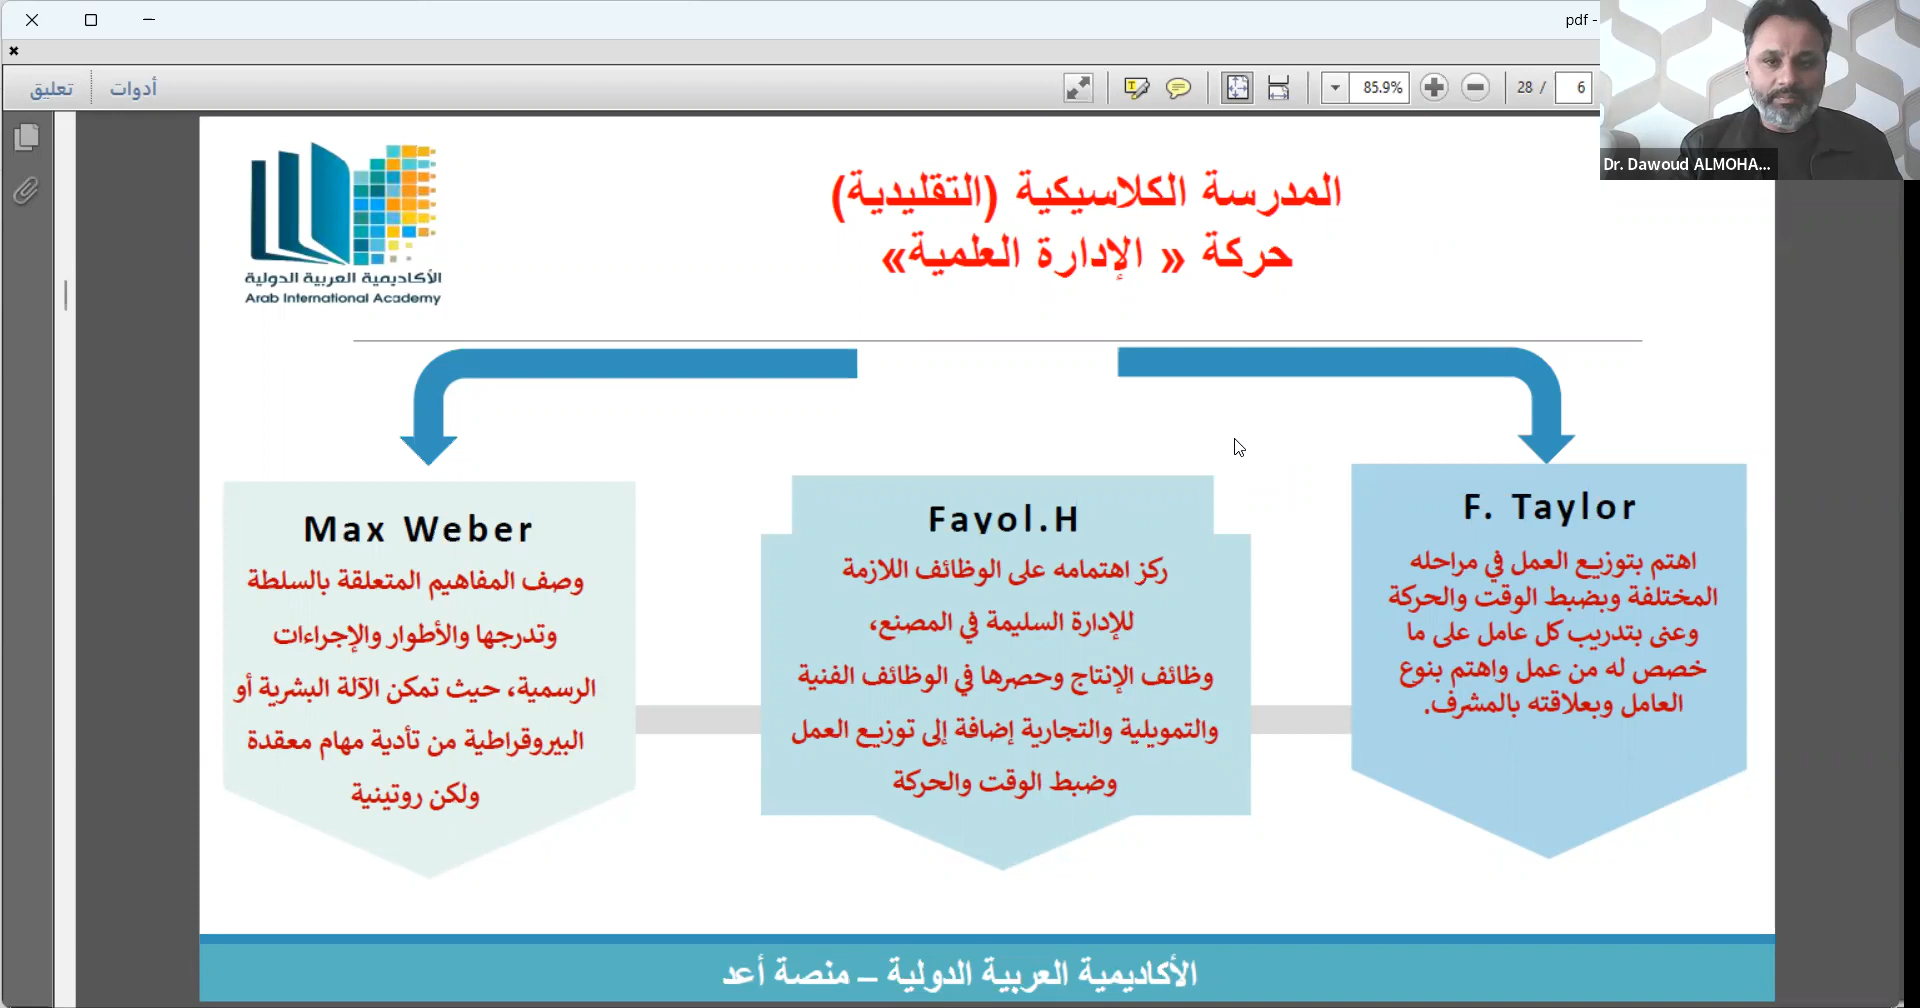 pdf -
تعليق
أدوات
85.9%
28 /
6
Dr. Dawoud ALMOHA...
الأكاديمية العربية الدولية
Arab International Academy
المدرسة الكلاسيكية (التقليدية)
حركة « الإدارة العلمية»
F. Taylor
اهتم بتوزيع العمل في مراحله
المختلفة وبضبط الوقت والحركة
وعنى بتدريب كل عامل على ما
خصص له من عمل واهتم بنوع
العامل وبعلاقته بالمشرف.
Fayol.H
ركز اهتمامه على الوظائف اللازمة
للإدارة السليمة في المصنع،
وظائف الإنتاج وحصرها في الوظائف الفنية
والتمويلية والتجارية إضافة إلى توزيع العمل
وضبط الوقت والحركة
Max Weber
وصف المفاهيم المتعلقة بالسلطة
وتدرجها والأطوار والإجراءات
الرسمية، حيث تمكن الآلة البشرية أو
البيروقراطية من تأدية مهام معقدة
ولكن روتينية
الأكاديمية العربية الدولية – منصة أعد